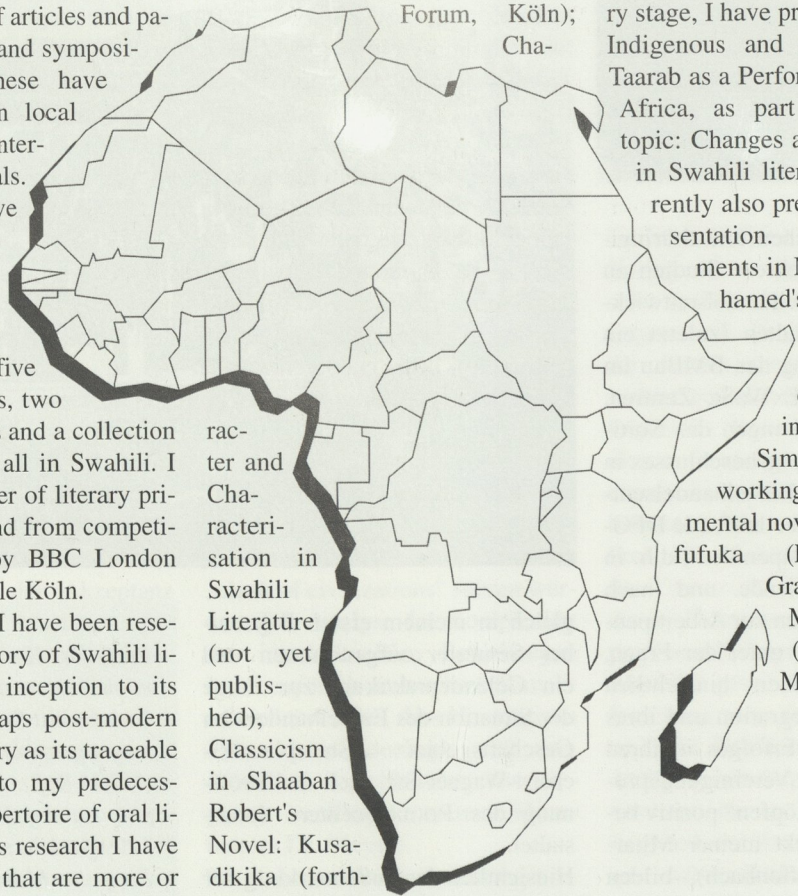 f articles and pa-
and symposi-
hese have
n local
nter-
als.
ve
five
s, two
s and a collection
all in Swahili. I
er of literary pri-
nd from competi-
by BBC London
le Köln.
I have been rese-
ory of Swahili li-
inception to its
aps post-modern
ry as its traceable
to my predeces-
pertoire of oral li-
s research I have
that are more or
Forum, Köln);
Cha-
rac-
ter and
Cha-
racteri-
sation in
Swahili
Literature
(not yet
publis-
hed),
Classicism
in Shaaban
Robert's
Novel: Kusa-
dikika (forth-
ry stage, I have pr
Indigenous and
Taarab as a Perfor
Africa, as part
topic: Changes a
in Swahili liter
rently also pre
sentation.
ments in
hamed's
in
Sim
working
mental nov
fufuka (
Gra
M
(
M